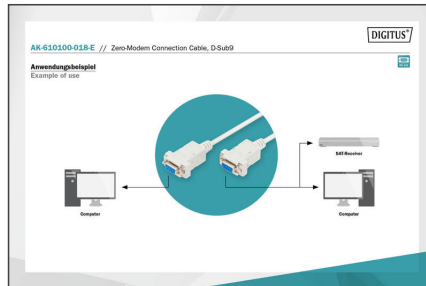 DIGITUS®
AK-610100-018-E // Zero-Modem Connection Cable, D-Sub9
Anwendungsbeispiel
Example of use
SAT-Receiver
Computer
Computer